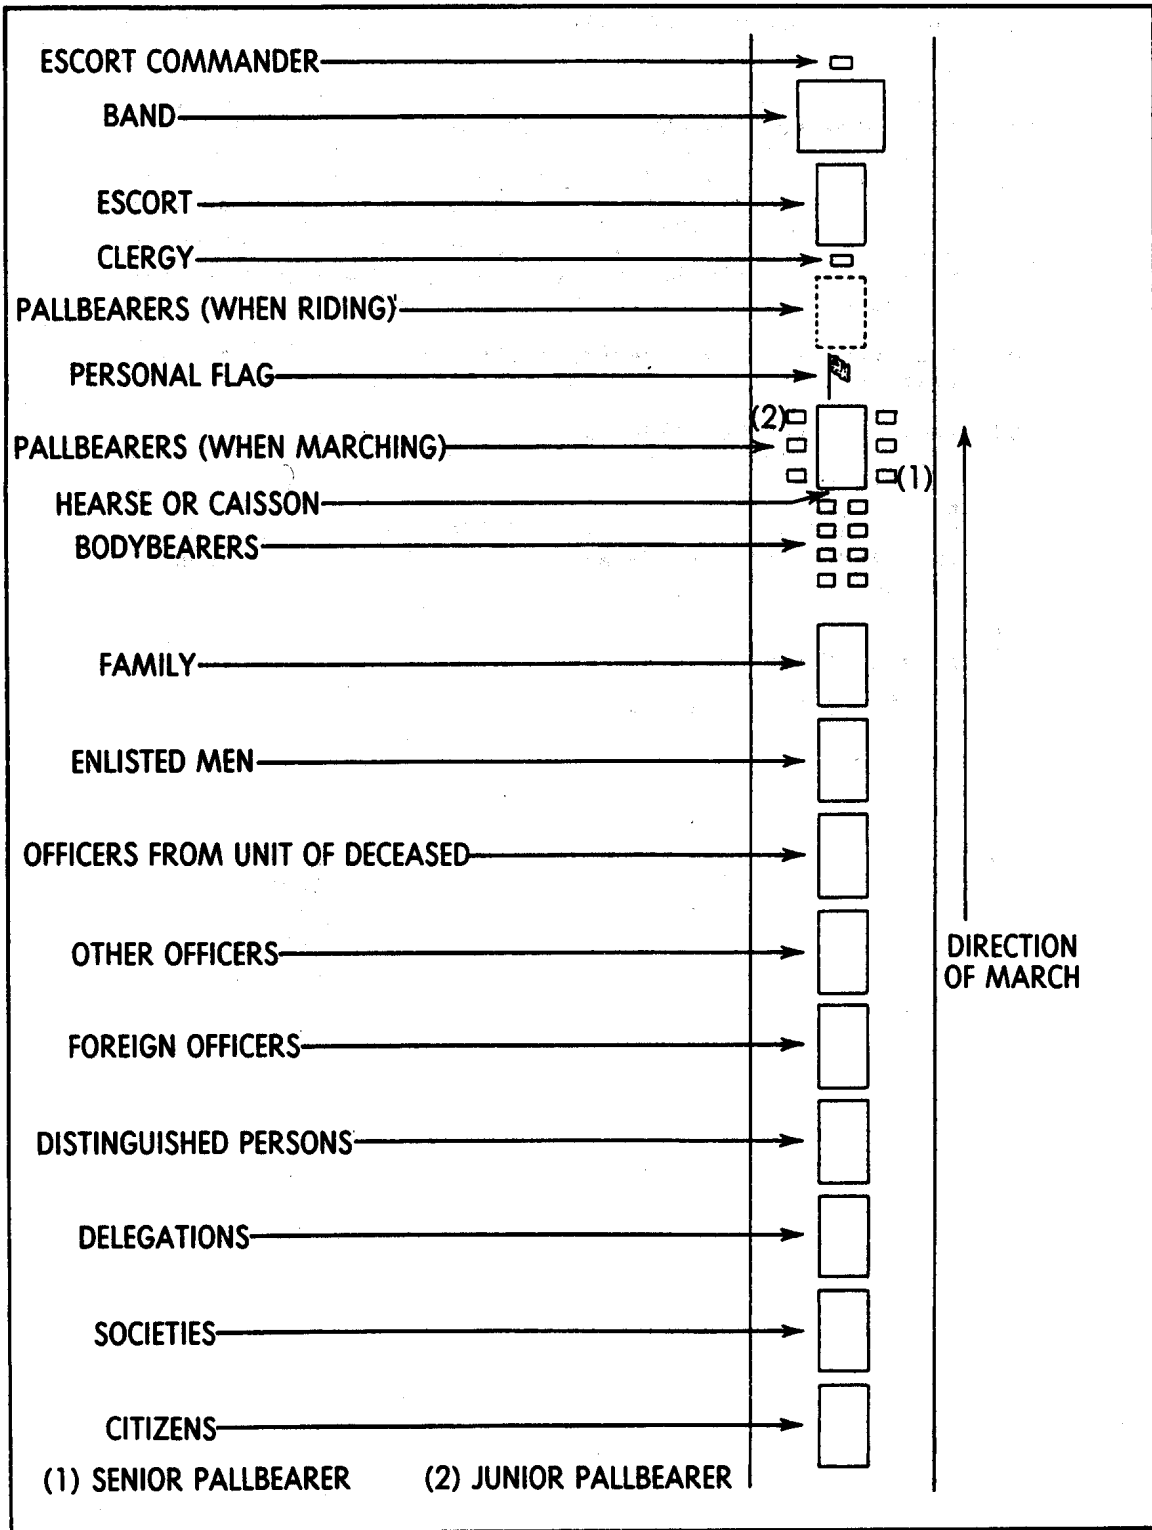 ESCORT COMMANDER
BAND
ESCORT
CLERGY
PALLBEARERS (WHEN RIDING)
PERSONAL FLAG
(2)
PALLBEARERS (WHEN MARCHING)
(1)
HEARSE OR CAISSON
BODYBEARERS
FAMILY
ENLISTED MEN
OFFICERS FROM UNIT OF DECEASED
OTHER OFFICERS
DIRECTION
OF MARCH
FOREIGN OFFICERS
DISTINGUISHED PERSONS
DELEGATIONS
SOCIETIES
CITIZENS
(1) SENIOR PALLBEARER (2) JUNIOR PALLBEARER